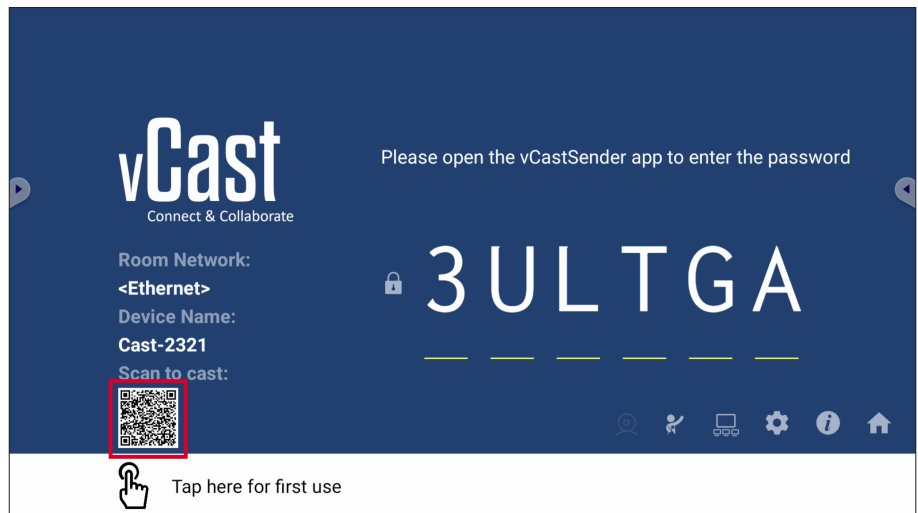 vCast
Connect & Collaborate
Please open the vCastSender app to enter the password
Room Network:
<Ethernet>
Device Name:
Cast-2321
Scan to cast:
3ULTGA
Tap here for first use